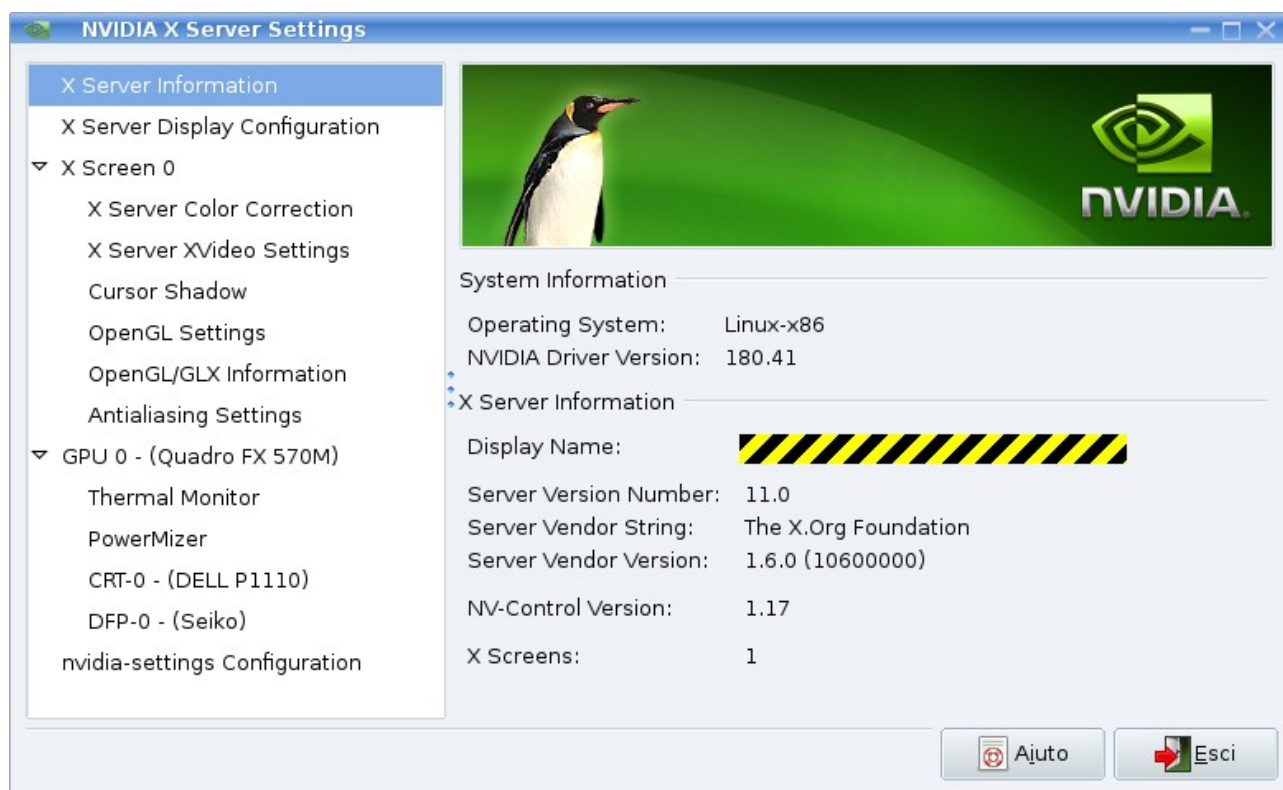 NVIDIA X Server Settings
X Server Information
X Server Display Configuration
X Screen 0
X Server Color Correction
X Server XVideo Settings
Cursor Shadow
OpenGL Settings
OpenGL/GLX Information
Antialiasing Settings
GPU 0 - (Quadro FX 570M)
Thermal Monitor
PowerMizer
CRT-0 - (DELL P1110)
DFP-0 - (Seiko)
nvidia-settings Configuration
NVIDIA.
System Information
Operating System: Linux-x86
NVIDIA Driver Version: 180.41
X Server Information
Display Name:
Server Version Number: 11.0
Server Vendor String: The X.Org Foundation
Server Vendor Version: 1.6.0 (10600000)
NV-Control Version: 1.17
X Screens: 1
Aiuto
Esci